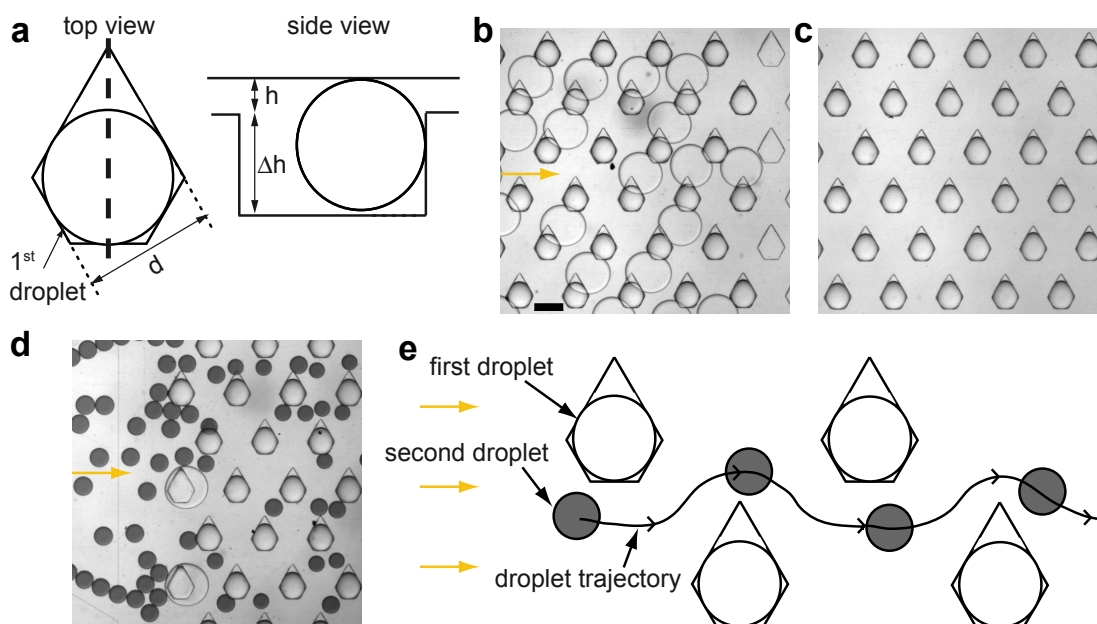 a
top view
side view
h
Δh
d
1st
droplet
b
c
d
e
first droplet
second droplet
droplet trajectory